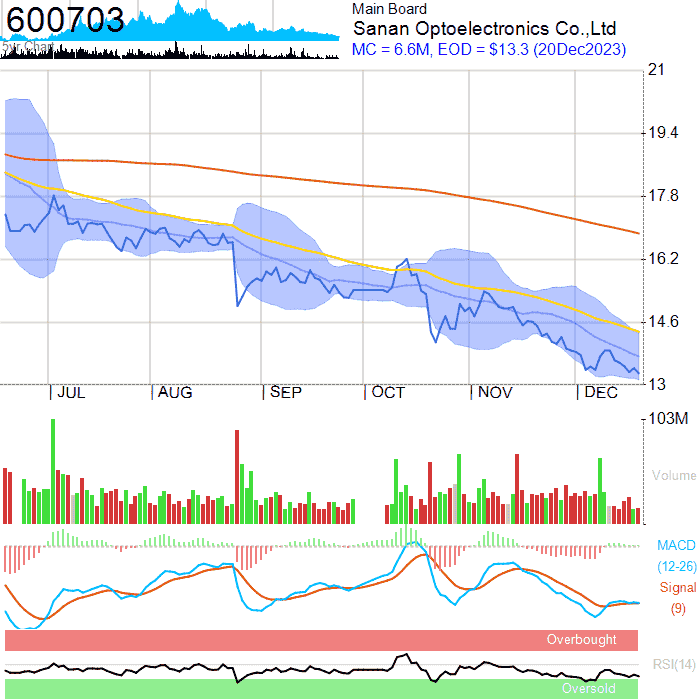 600703
5yr Chart
Main Board
Sanan Optoelectronics Co.,Ltd
MC = 6.6M, EOD = $13.3 (20Dec2023)
21
19.4
17.8
16.2
14.6
13
JUL AUG SEP OCT NOV DEC
103M
Volume
MACD
(12-26)
Signal
(9)
Overbought
RSI(14)
Oversold